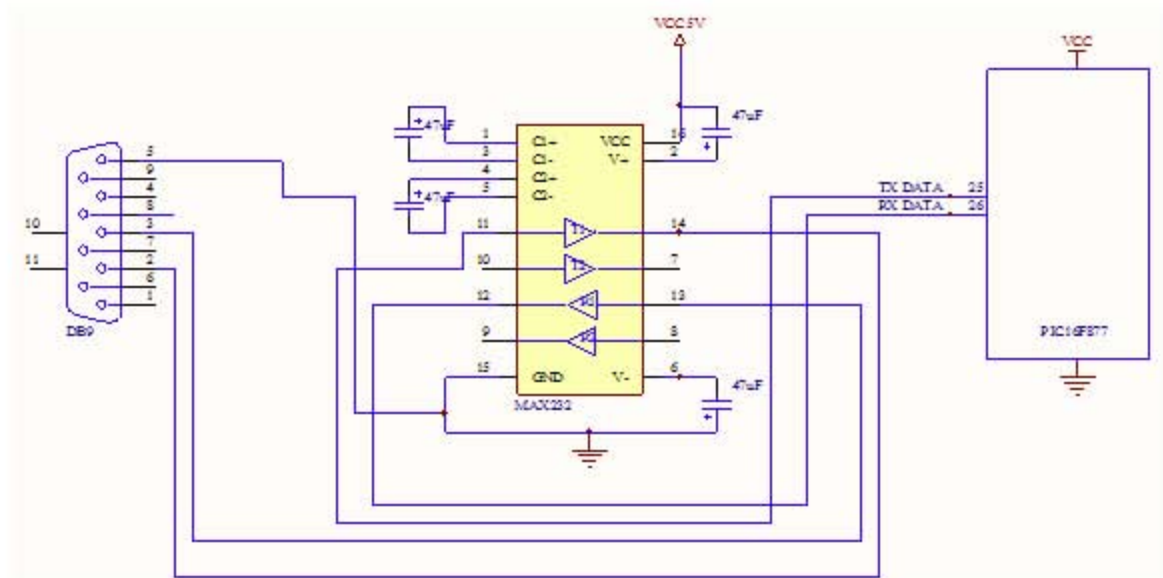 VCC 5V
VCC
47uF
47uF
1 C1+ VCC 16
3 C1- V+ 2
4 C2+
5 C2-
47uF
5
9
4
8
3
7
2
6
1
10
11
DB9
TX DATA 25
RX DATA 26
11 T1 14
10 T2 7
12 R1 13
9 R2 8
15 GND V- 6
47uF
MAX232
PIC16F877